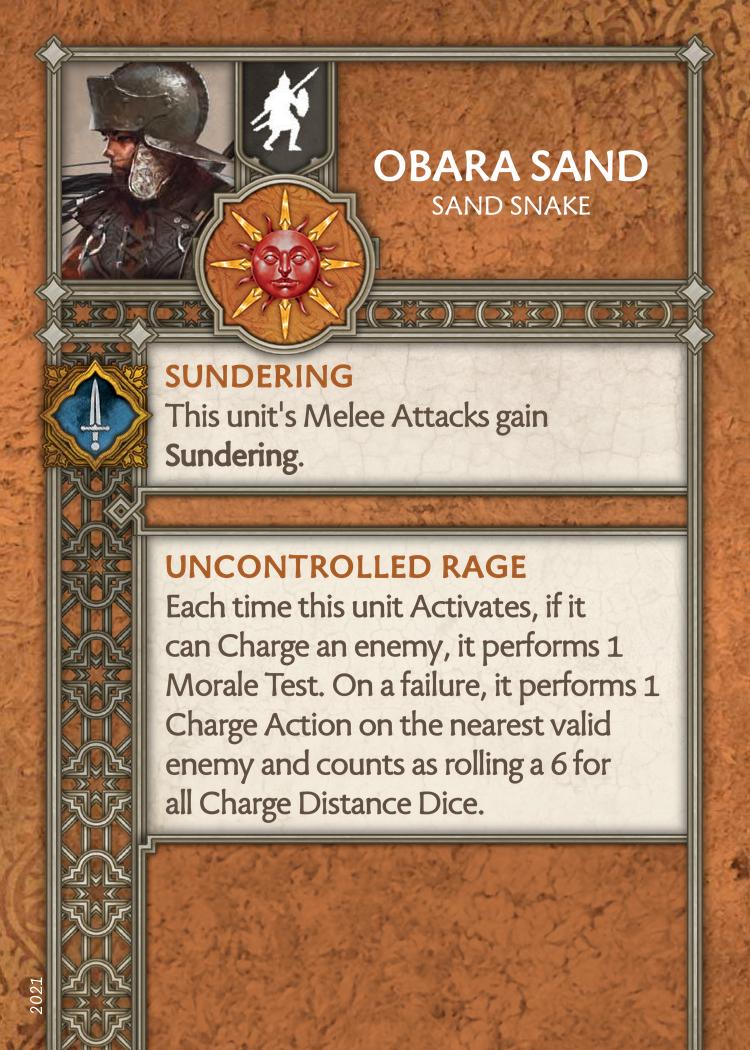 OBARA SAND
SAND SNAKE
SUNDERING
This unit's Melee Attacks gain
Sundering.
UNCONTROLLED RAGE
Each time this unit Activates, if it
can Charge an enemy, it performs 1
Morale Test. On a failure, it performs 1
Charge Action on the nearest valid
enemy and counts as rolling a 6 for
all Charge Distance Dice.
2021